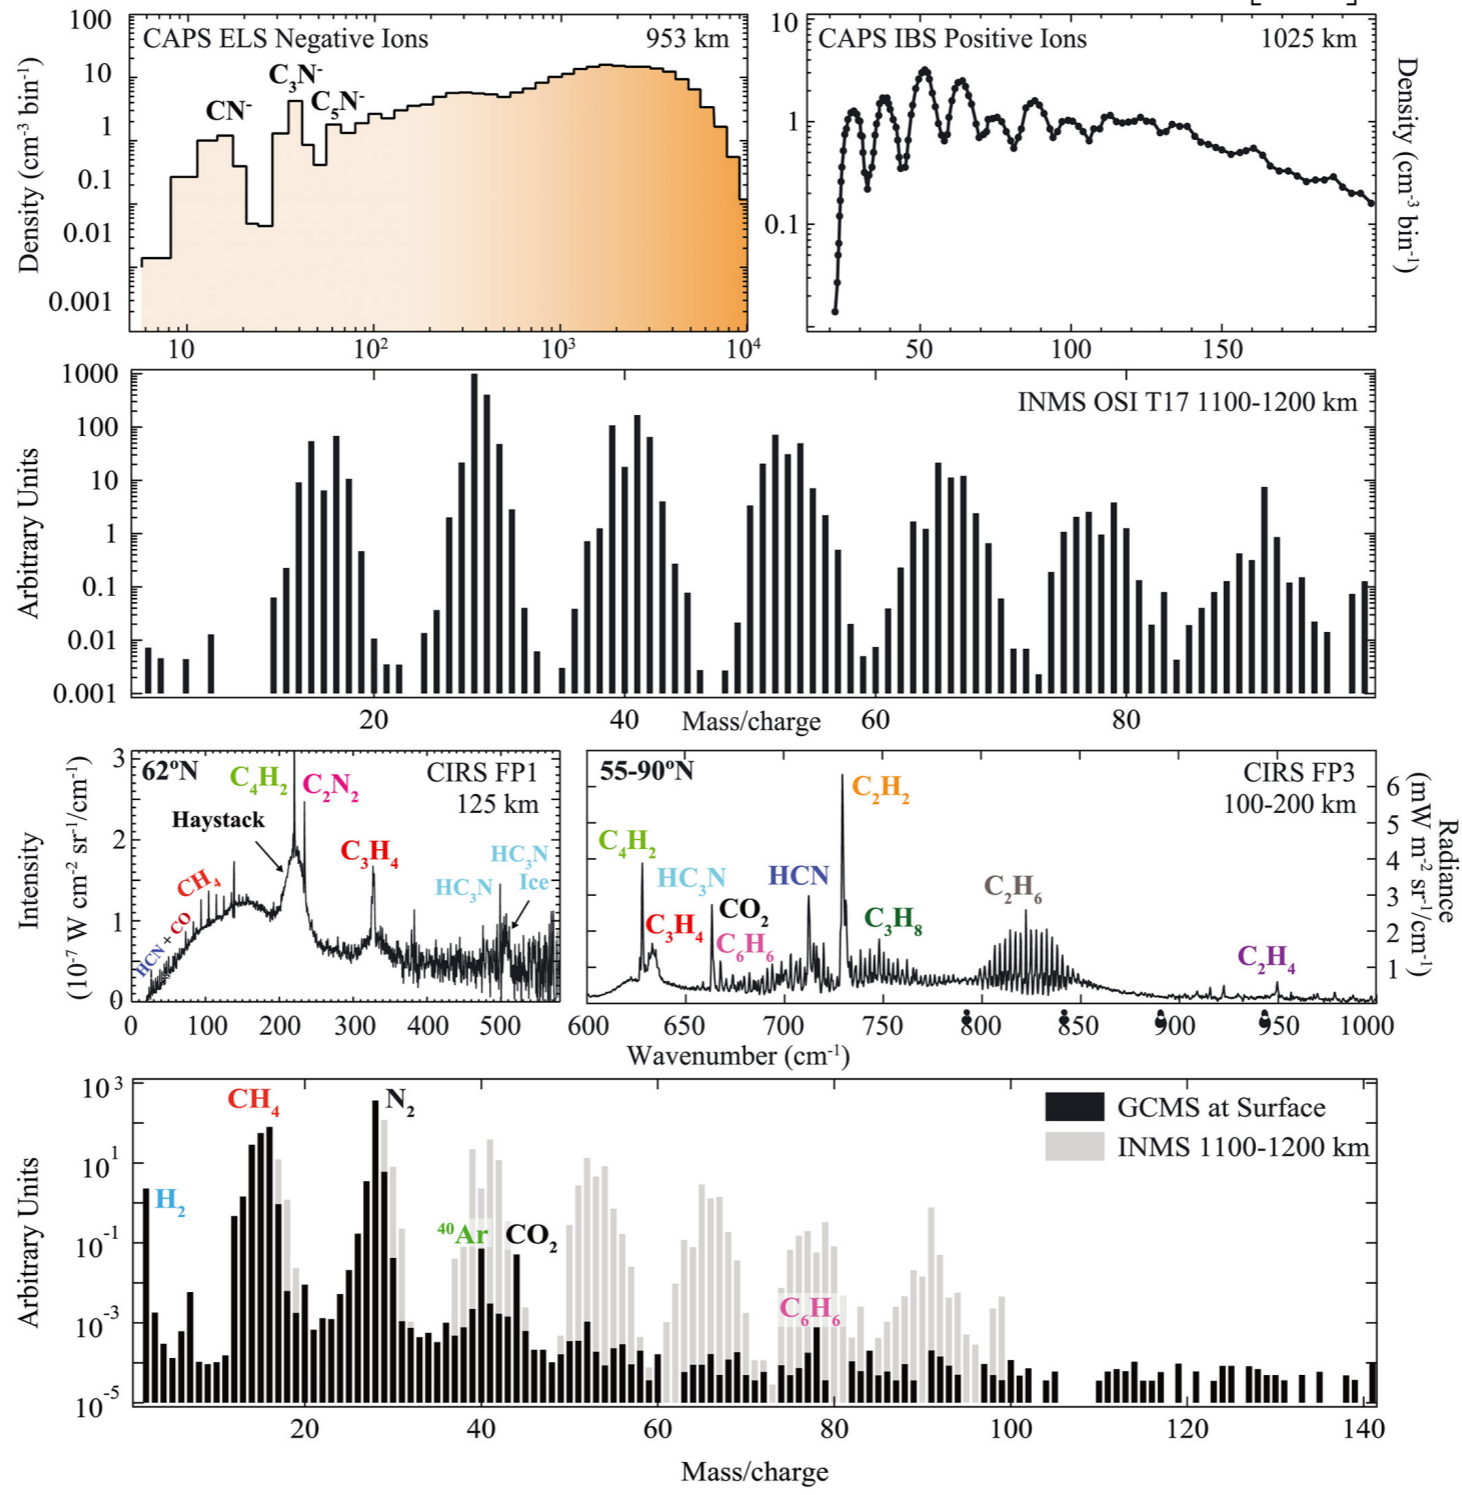 CAPS ELS Negative Ions 953 km
CN⁻
C₃N⁻
C₅N⁻
100
10
1
0.1
0.01
0.001
Density (cm⁻³ bin⁻¹)
10 10² 10³ 10⁴
CAPS IBS Positive Ions 1025 km
10
1
0.1
Density (cm⁻³ bin⁻¹)
50 100 150
INMS OSI T17 1100-1200 km
1000
100
10
1
0.1
0.01
0.001
Arbitrary Units
20 40 60 80
Mass/charge
62ºN
CIRS FP1
125 km
C₄H₂
C₂N₂
Haystack
C₃H₄
CH₄
HCN + CO
HC₃N
HC₃N
Ice
3
2
1
0
Intensity
(10⁻⁷ W cm⁻² sr⁻¹/cm⁻¹)
0 100 200 300 400 500
55-90ºN
CIRS FP3
100-200 km
C₂H₂
C₄H₂
HC₃N
HCN
C₃H₄
CO₂
C₆H₆
C₃H₈
C₂H₆
C₂H₄
6
5
4
3
2
1
Radiance
(mW m⁻² sr⁻¹/cm⁻¹)
600 650 700 750 800 850 900 950 1000
Wavenumber (cm⁻¹)
GCMS at Surface
INMS 1100-1200 km
CH₄
N₂
H₂
⁴⁰Ar
CO₂
C₆H₆
10³
10¹
10⁻¹
10⁻³
10⁻⁵
Arbitrary Units
20 40 60 80 100 120 140
Mass/charge